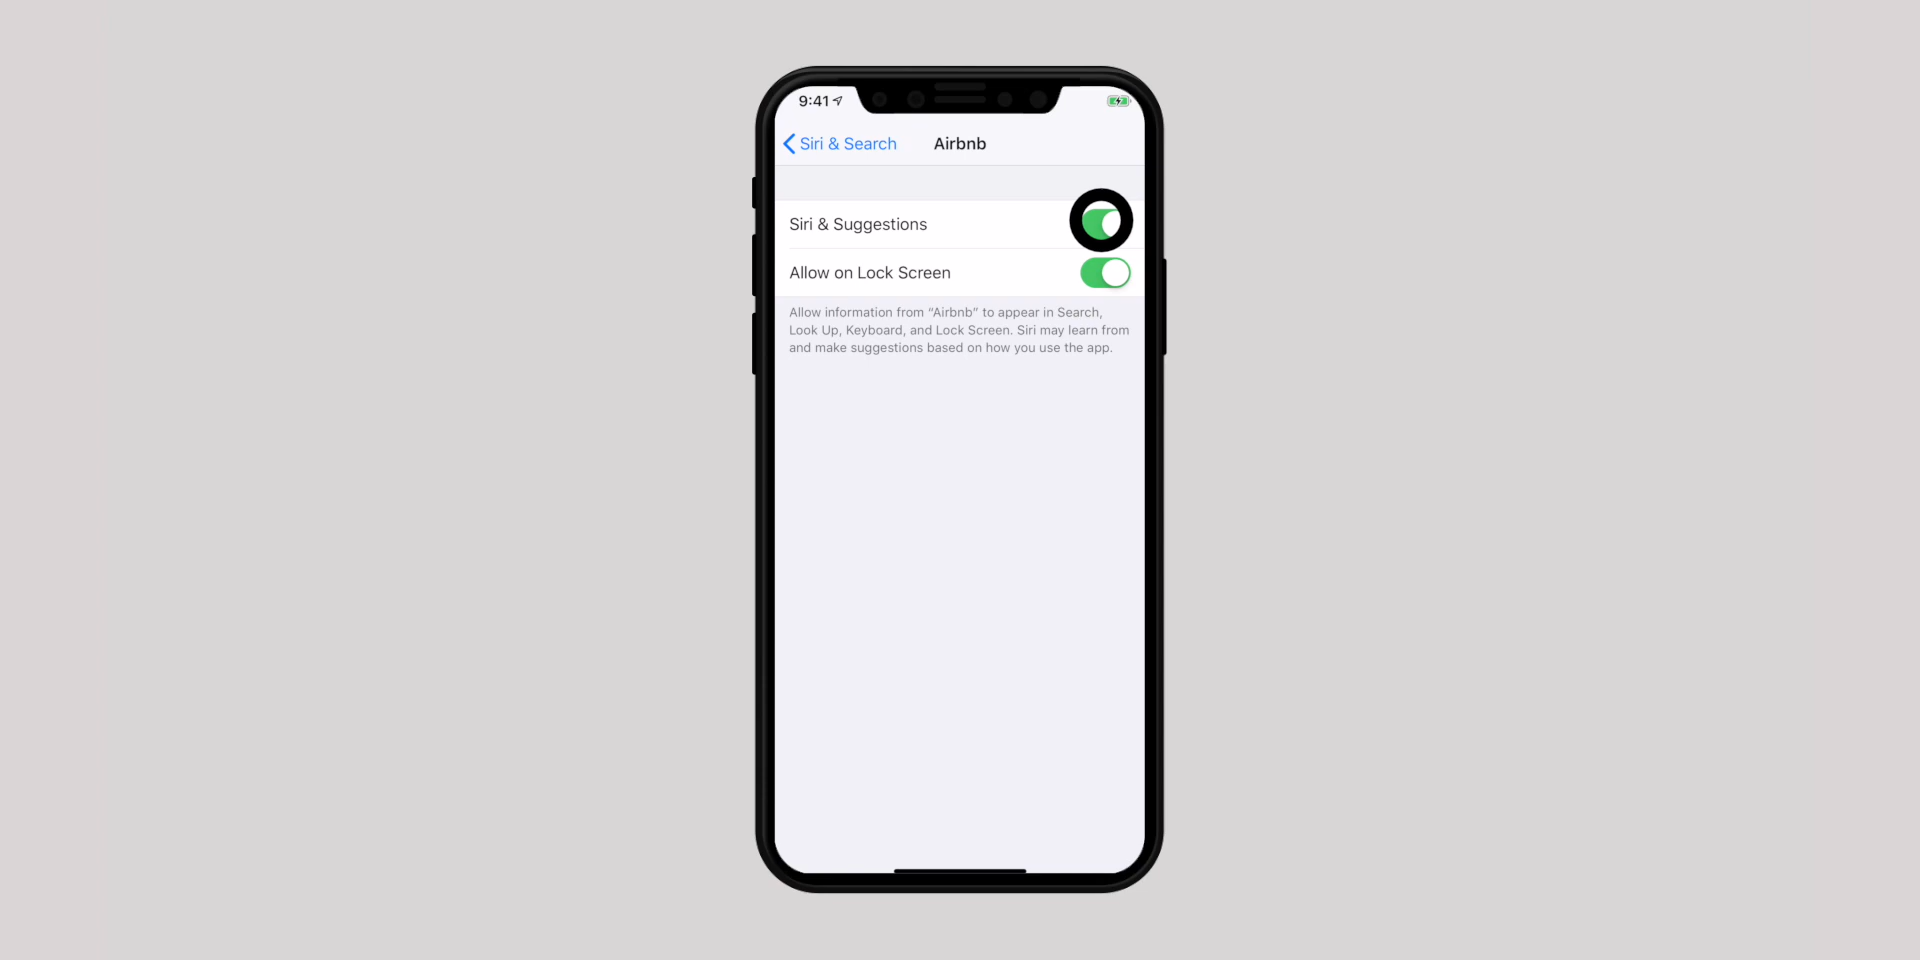 9:41
Siri & Search
Airbnb
Siri & Suggestions
Allow on Lock Screen
Allow information from “Airbnb” to appear in Search,
Look Up, Keyboard, and Lock Screen. Siri may learn from
and make suggestions based on how you use the app.